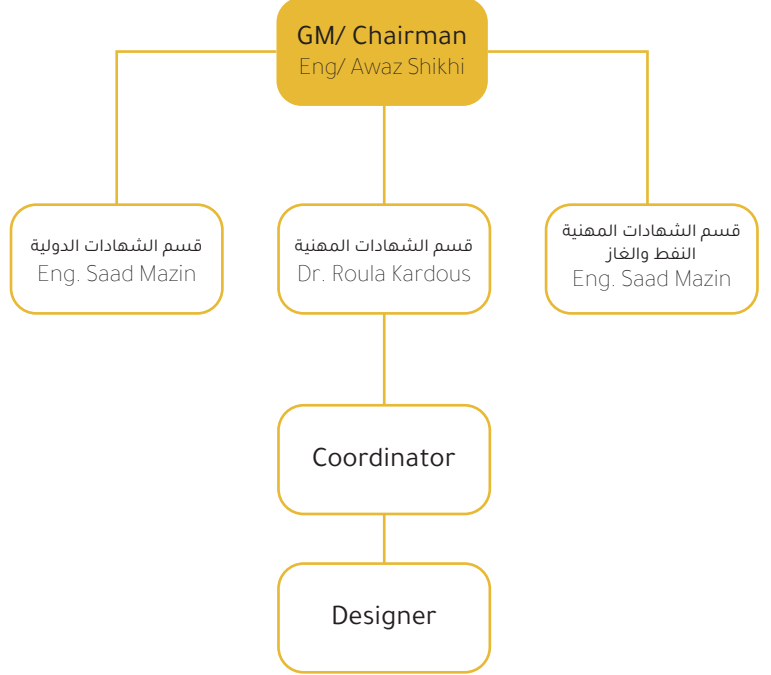 GM/ Chairman
Eng/ Awaz Shikhi
قسم الشهادات الدولية
Eng. Saad Mazin
قسم الشهادات المهنية
Dr. Roula Kardous
قسم الشهادات المهنية
النفط والغاز
Eng. Saad Mazin
Coordinator
Designer